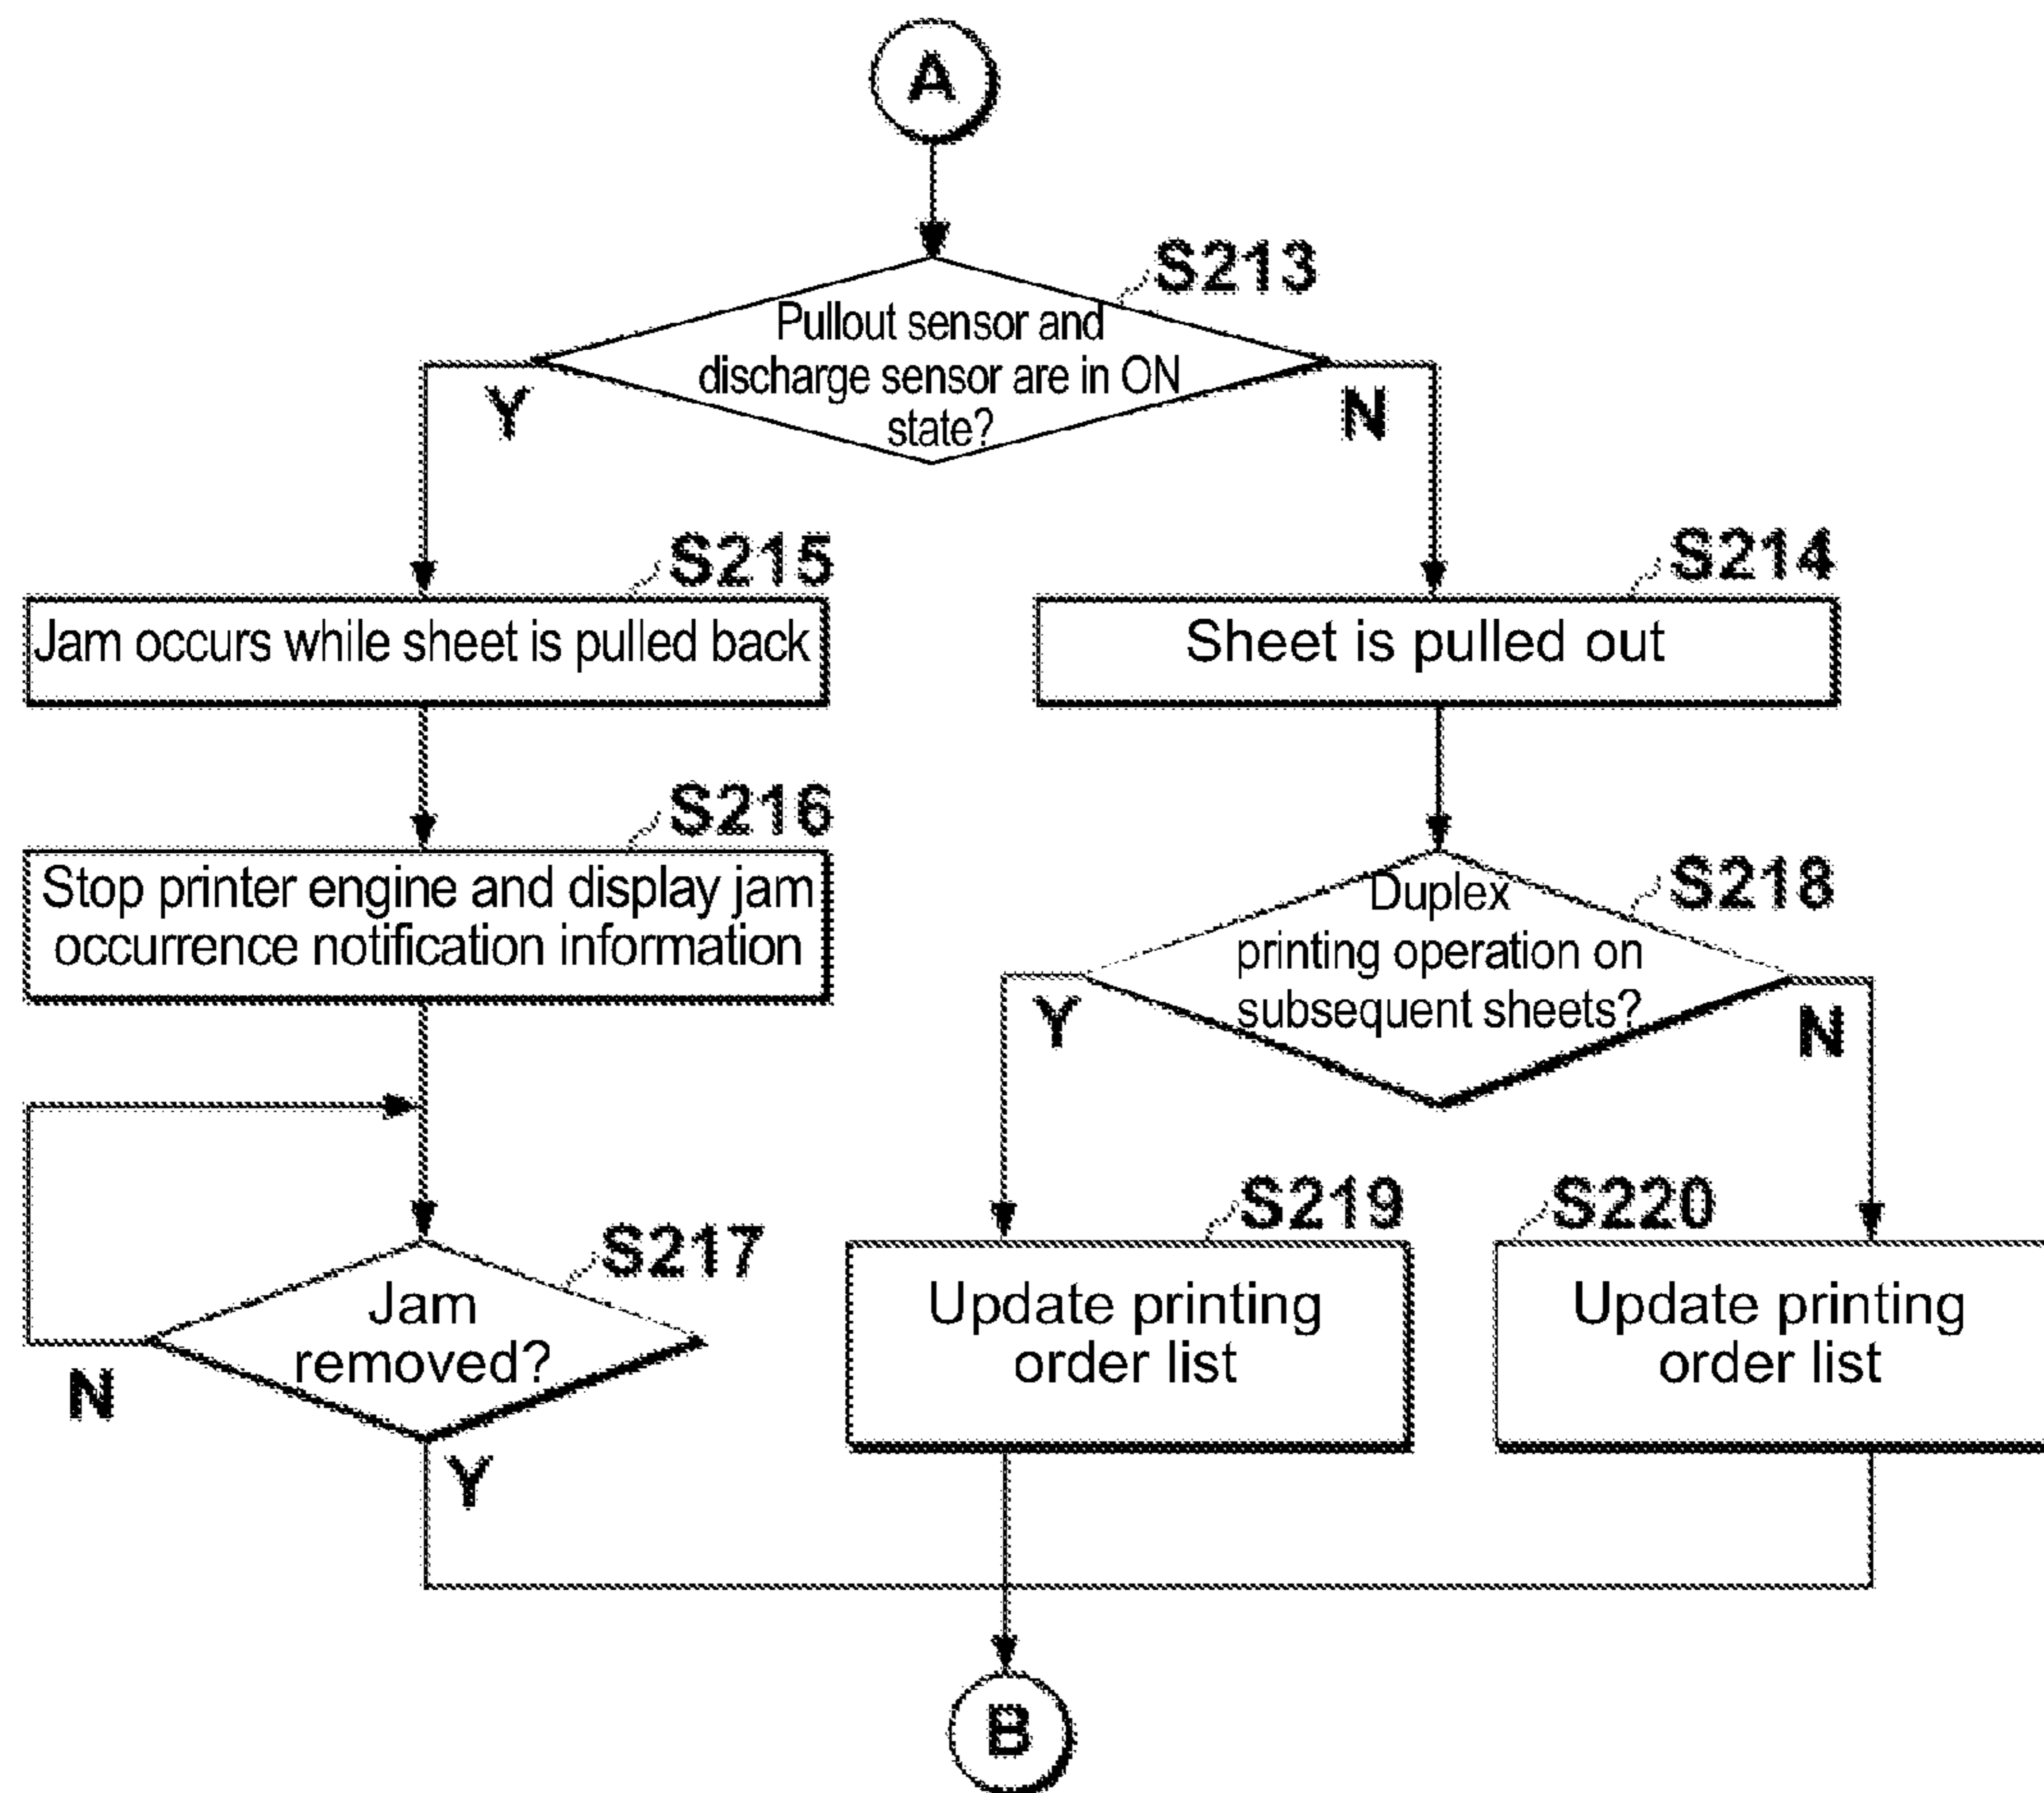 A
S213
Pullout sensor and
discharge sensor are in ON
state?
Y
N
S215
Jam occurs while sheet is pulled back
S214
Sheet is pulled out
S216
Stop printer engine and display jam
occurrence notification information
S218
Duplex
printing operation on
subsequent sheets?
Y
N
S217
Jam
removed?
N
Y
S219
Update printing
order list
S220
Update printing
order list
B